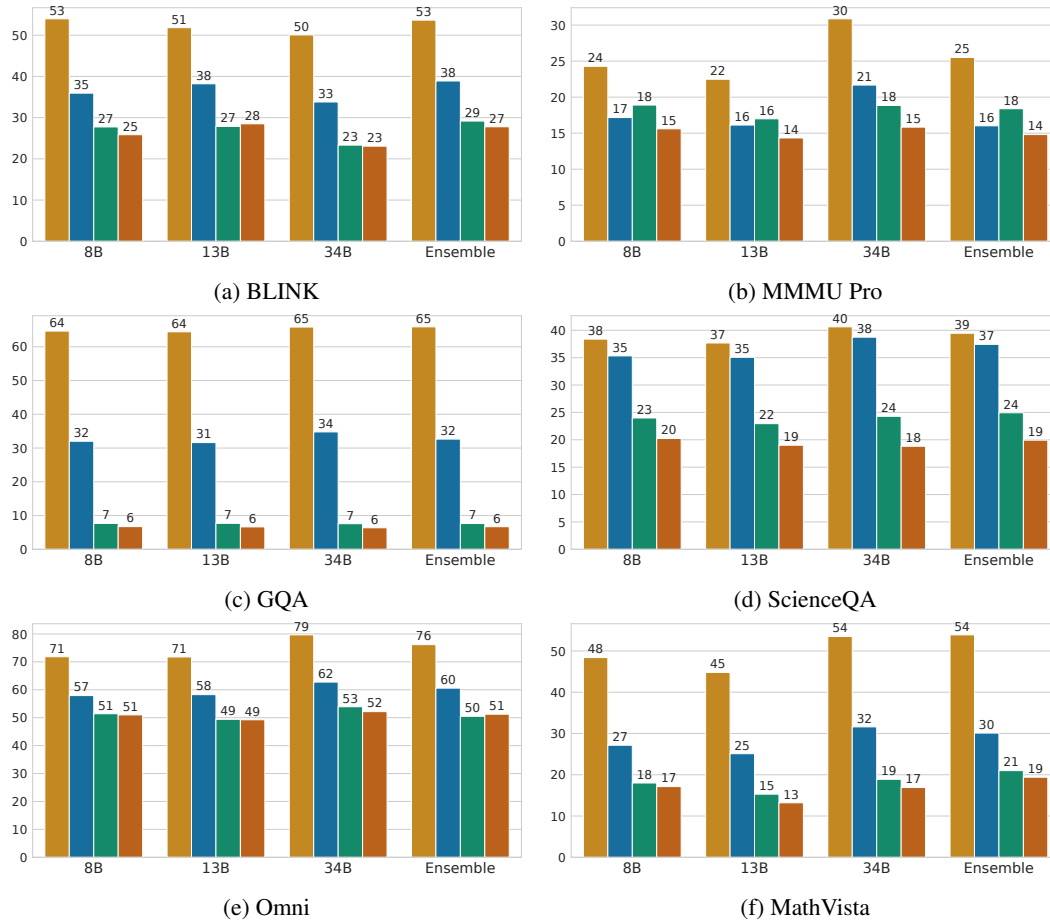 53 51 50 53
35 38 33 38
27 25 27 28 23 23 29 27
50
40
30
20
10
0
8B 13B 34B Ensemble
(a) BLINK
24 22 30 25
17 18 15 16 16 14 21 18 15 16 18 14
30
25
20
15
10
5
0
8B 13B 34B Ensemble
(b) MMMU Pro
64 64 65 65
32 31 34 32
7 6 7 6 7 6 7 6
60
50
40
30
20
10
0
8B 13B 34B Ensemble
(c) GQA
38 35 37 35 40 38 39 37
23 20 22 19 24 18 24 19
40
35
30
25
20
15
10
5
0
8B 13B 34B Ensemble
(d) ScienceQA
71 71 79 76
57 58 62 60
51 51 49 49 53 52 50 51
80
70
60
50
40
30
20
10
0
8B 13B 34B Ensemble
(e) Omni
48 45 54 54
27 25 32 30
18 17 15 13 19 17 21 19
50
40
30
20
10
0
8B 13B 34B Ensemble
(f) MathVista